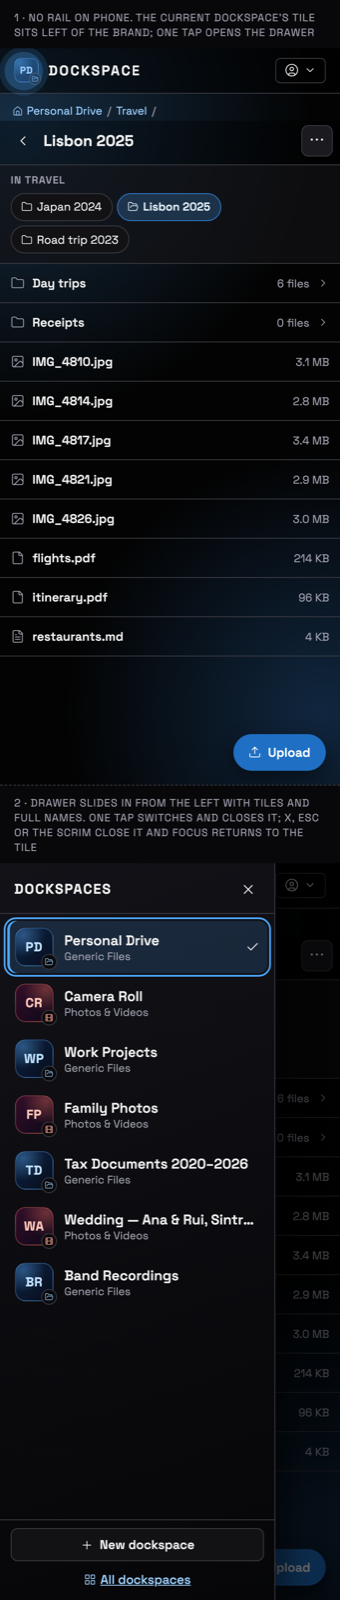 1 · NO RAIL ON PHONE. THE CURRENT DOCKSPACE'S TILE
SITS LEFT OF THE BRAND; ONE TAP OPENS THE DRAWER
PD DOCKSPACE
Personal Drive / Travel /
Lisbon 2025
IN TRAVEL
Japan 2024 Lisbon 2025
Road trip 2023
Day trips 6 files
Receipts 0 files
IMG_4810.jpg 3.1 MB
IMG_4814.jpg 2.8 MB
IMG_4817.jpg 3.4 MB
IMG_4821.jpg 2.9 MB
IMG_4826.jpg 3.0 MB
flights.pdf 214 KB
itinerary.pdf 96 KB
restaurants.md 4 KB
Upload
2 · DRAWER SLIDES IN FROM THE LEFT WITH TILES AND
FULL NAMES. ONE TAP SWITCHES AND CLOSES IT; X, ESC
OR THE SCRIM CLOSE IT AND FOCUS RETURNS TO THE
TILE
DOCKSPACES
PD Personal Drive
Generic Files
CR Camera Roll
Photos & Videos
WP Work Projects
Generic Files
6 files
FP Family Photos
Photos & Videos
0 files
TD Tax Documents 2020–2026
Generic Files
3.1 MB
WA Wedding — Ana & Rui, Sintr...
Photos & Videos
2.8 MB
BR Band Recordings
Generic Files
3.4 MB
2.9 MB
3.0 MB
214 KB
96 KB
4 KB
New dockspace
All dockspaces
pload